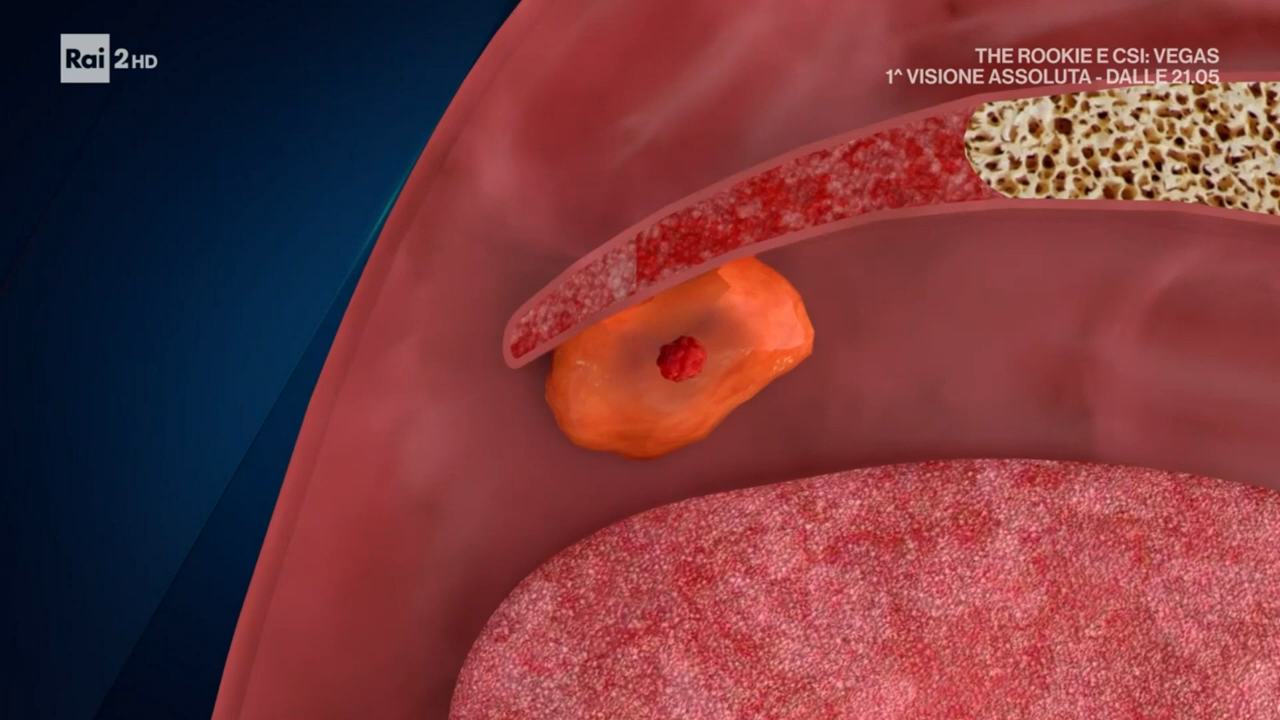 Rai 2HD
THE ROOKIE E CSI: VEGAS
1^ VISIONE ASSOLUTA - DALLE 21.05